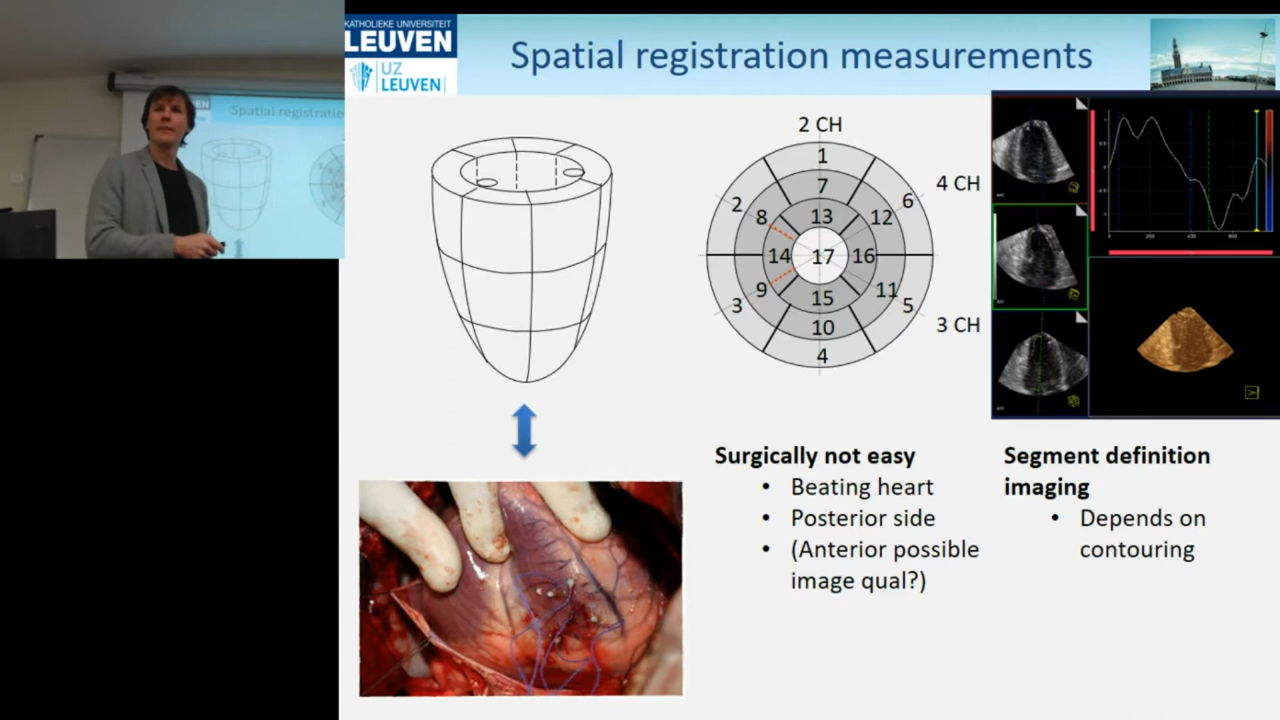 KATHOLIEKE UNIVERSITEIT
LEUVEN
UZ
LEUVEN
Spatial registration measurements
Spatial registratio
2 CH
4 CH
3 CH
1
7
13
2
8
12
6
14
17
16
3
9
15
11
5
10
4
Surgically not easy
• Beating heart
• Posterior side
• (Anterior possible
image qual?)
Segment definition
imaging
• Depends on
contouring